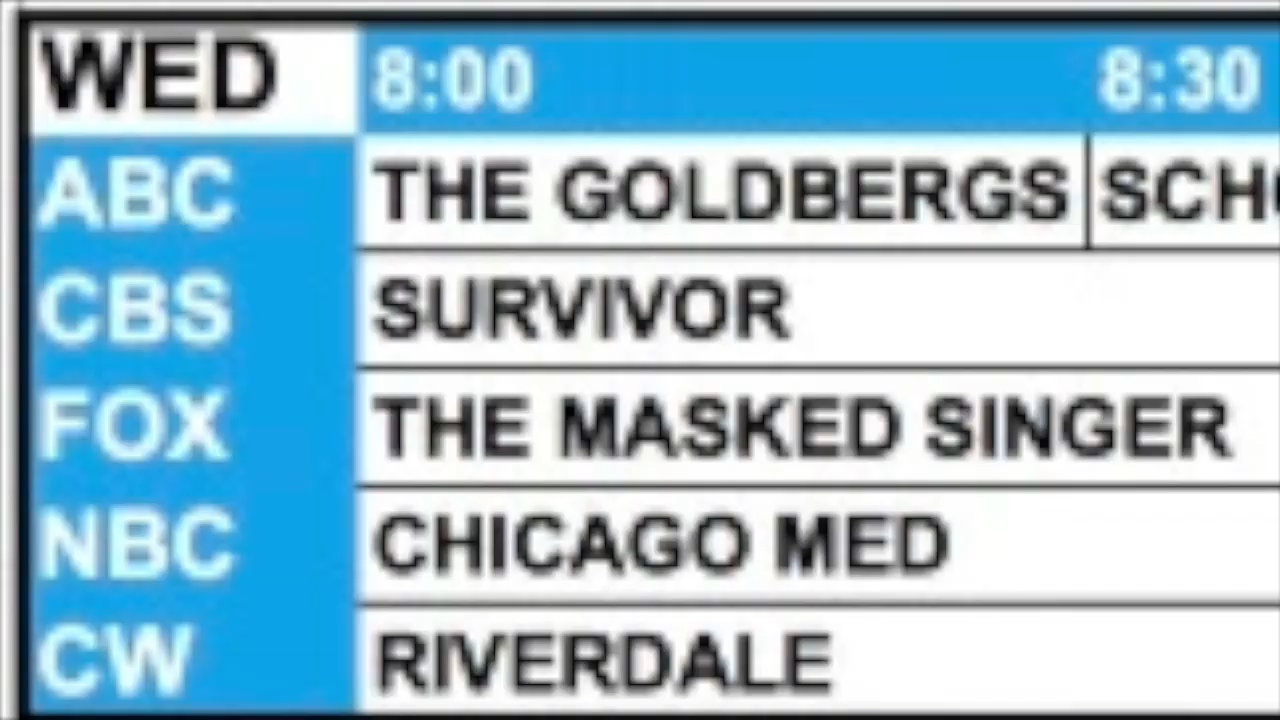 WED 8:00 8:30
ABC THE GOLDBERGS
CBS SURVIVOR
FOX THE MASKED SINGER
NBC CHICAGO MED
CW RIVERDALE